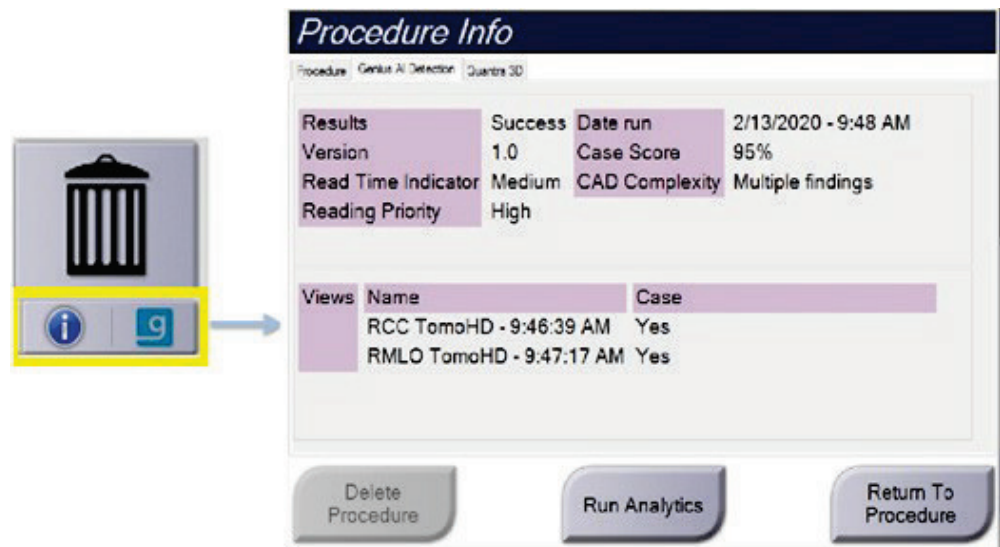 Procedure Info
Procedure Genius AI Detection Quantra 3D
Results Success Date run 2/13/2020 - 9:48 AM
Version 1.0 Case Score 95%
Read Time Indicator Medium CAD Complexity Multiple findings
Reading Priority High
i g
Views Name Case
RCC TomoHD - 9:46:39 AM Yes
RMLO TomoHD - 9:47:17 AM Yes
Delete
Procedure
Run Analytics
Return To
Procedure